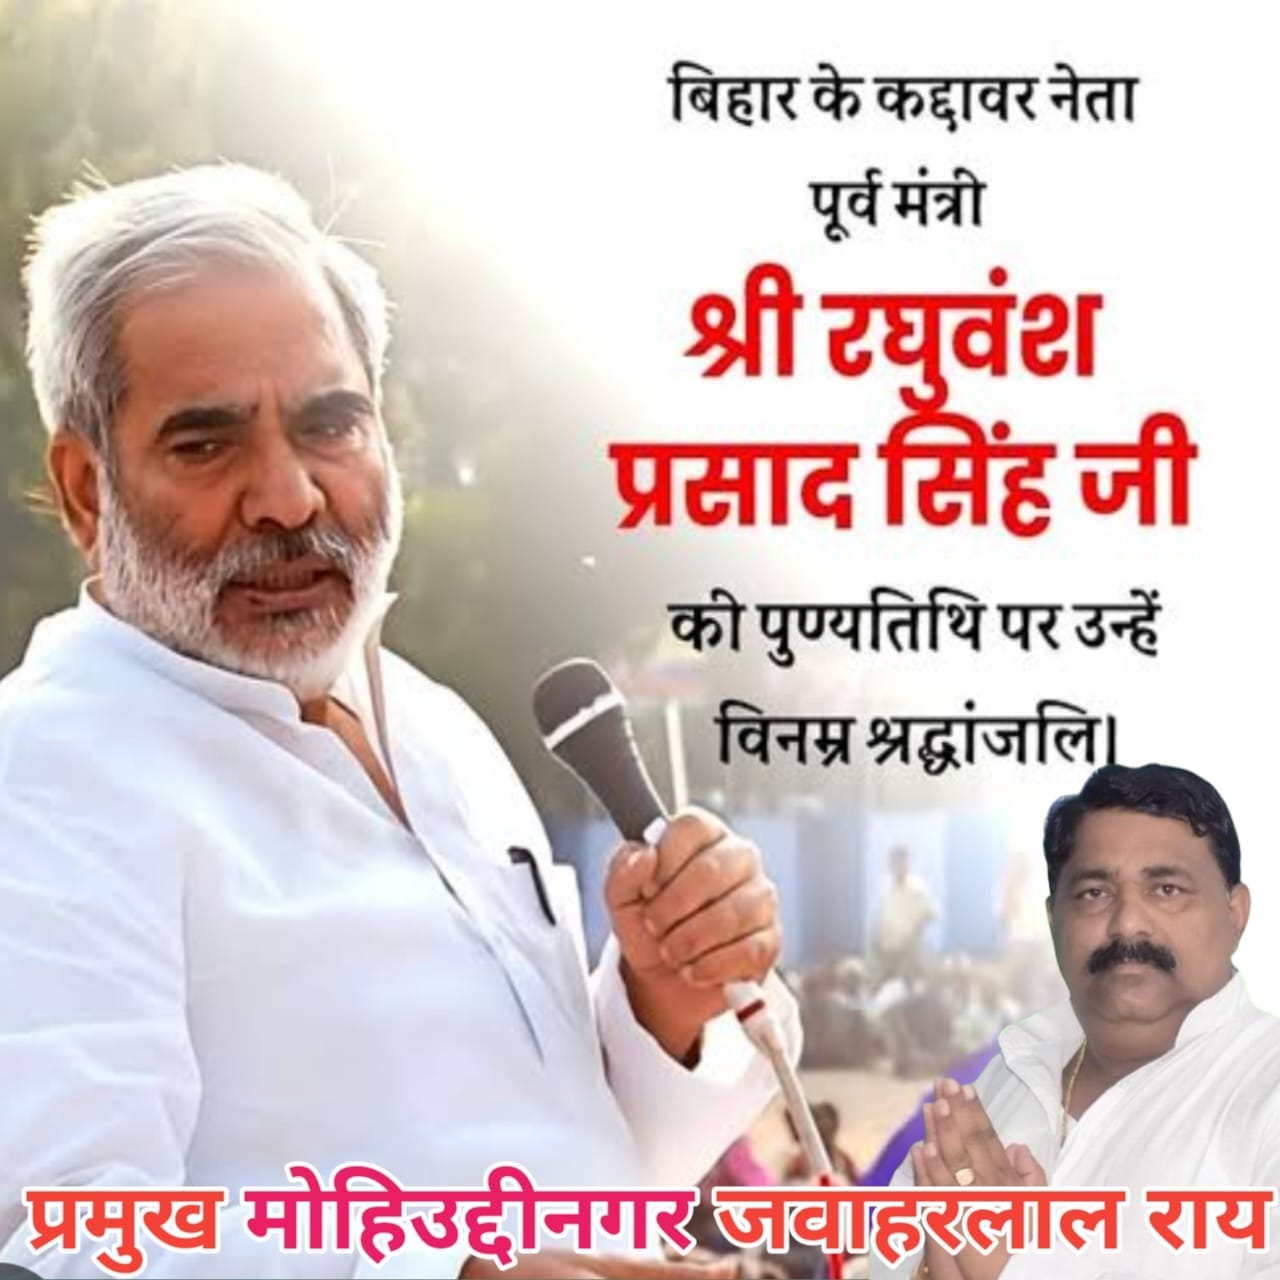 बिहार के कद्दावर नेता
पूर्व मंत्री
श्री रघुवंश
प्रसाद सिंह जी
की पुण्यतिथि पर उन्हें
विनम्र श्रद्धांजलि।
प्रमुख मोहिउद्दीनगर जवाहरलाल राय